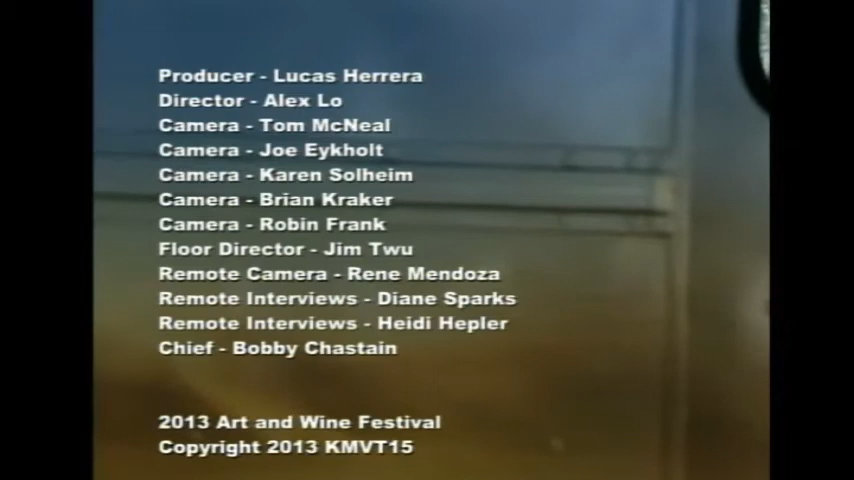 Producer - Lucas Herrera
Director - Alex Lo
Camera - Tom McNeal
Camera - Joe Eykholt
Camera - Karen Solheim
Camera - Brian Kraker
Camera - Robin Frank
Floor Director - Jim Twu
Remote Camera - Rene Mendoza
Remote Interviews - Diane Sparks
Remote Interviews - Heidi Hepler
Chief - Bobby Chastain
2013 Art and Wine Festival
Copyright 2013 KMVT15